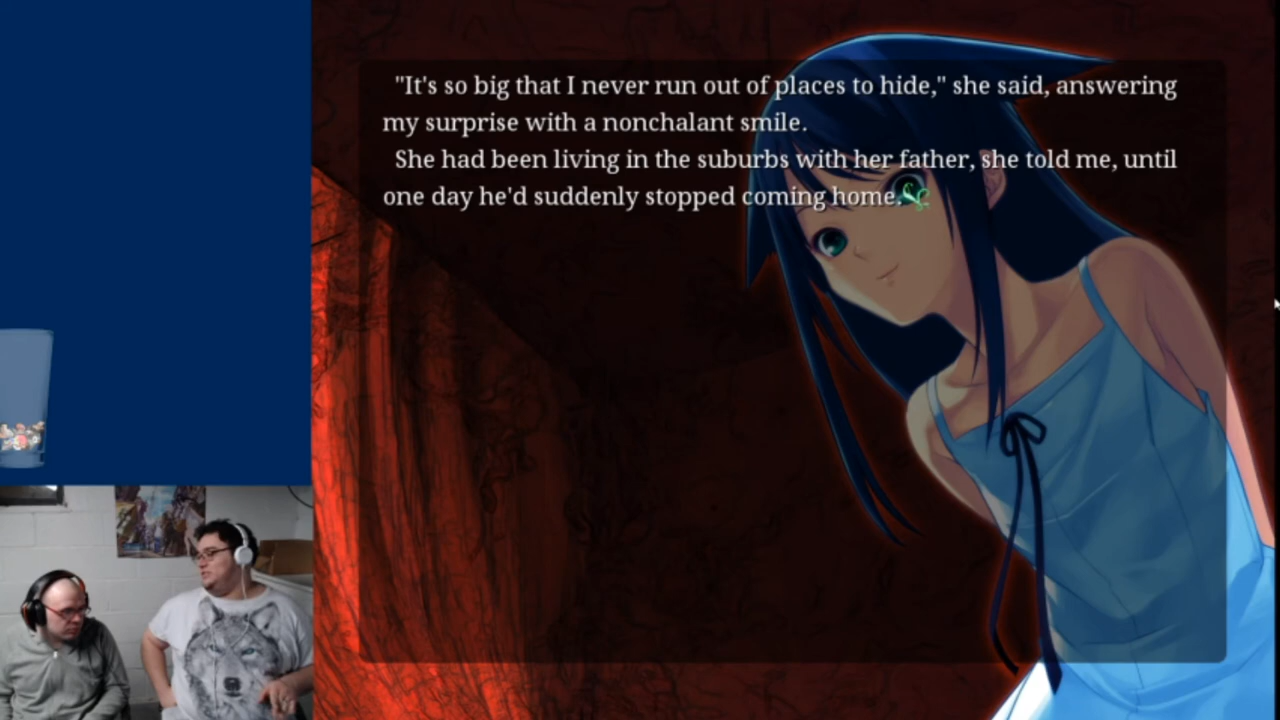 "It's so big that I never run out of places to hide," she said, answering
my surprise with a nonchalant smile.
She had been living in the suburbs with her father, she told me, until
one day he'd suddenly stopped coming home.